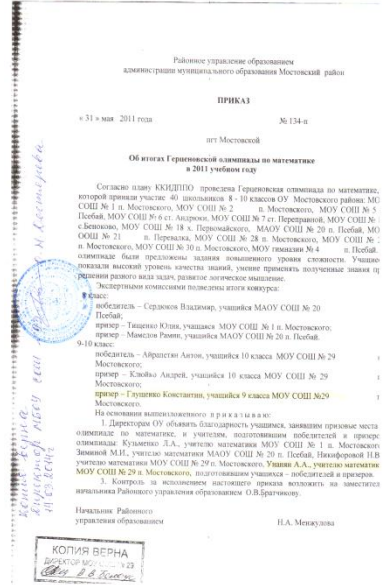 Районное управление образованием
администрации муниципального образования Мостовский район
ПРИКАЗ
« 31 » мая 2011 года № 134-п
пгт Мостовской
Об итогах Герценовской олимпиады по математике
в 2011 учебном году
Согласно плану ККИДППО проведена Герценовская олимпиада по математике,
которой приняли участие 40 школьников 8 - 10 классов ОУ Мостовского района:
СОШ № 1 п. Мостовского, МОУ СОШ № 2 п. Мостовского, МОУ СОШ № 5
Псебай, МОУ СОШ № 6 ст. Андрюки, МОУ СОШ № 7 ст. Переправной, МОУ СОШ №
с.Беноково, МОУ СОШ № 18 х. Первомайского, МАОУ СОШ № 20 п. Псебай,
ООШ № 21 п. Перевалка, МОУ СОШ № 28 п. Мостовского, МОУ СОШ №
п. Мостовского, МОУ СОШ № 30 п. Мостовского, МОУ гимназии № 4 п. Псебай.
олимпиаде были предложены задания повышенного уровня сложности.
показали высокий уровень качества знаний, умение применять полученные знания
решении разного вида задач, развитое логическое мышление.
Экспертными комиссиями подведены итоги конкурса:
8 класс:
победитель – Сердюков Владимир, учащийся МАОУ СОШ № 20
Псебай;
призер – Тищенко Юлия, учащаяся МОУ СОШ № 1 п. Мостовского;
призер – Мамедов Рамин, учащийся МАОУ СОШ № 20 п. Псебай.
9-10 класс:
победитель – Айрапетян Антон, учащийся 10 класса МОУ СОШ № 29
Мостовского;
призер – Клюйко Андрей, учащийся 10 класса МОУ СОШ № 29
Мостовского;
призер – Глущенко Константин, учащийся 9 класса МОУ СОШ №29
Мостовского.
На основании вышеизложенного п р и к а з ы в а ю:
1. Директорам ОУ объявить благодарность учащимся, занявшим призовые места
олимпиаде по математике, и учителям, подготовившим победителей и
олимпиады: Кузьменко Л.А., учителю математики МОУ СОШ № 1 п.
Зиминой М.И., учителю математики МАОУ СОШ № 20 п. Псебай, Никифоровой Н.В
учителю математики МОУ СОШ № 29 п. Мостовского, А.А., учителю
МОУ СОШ № 29 п. Мостовского, подготовившим учащихся – победителей и призеров.
3. Контроль за исполнением настоящего приказа возложить на
начальника Районного управления образованием О.В.Братчикову.
Начальник Районного
управления образованием Н.А. Межулова
КОПИЯ ВЕРНА